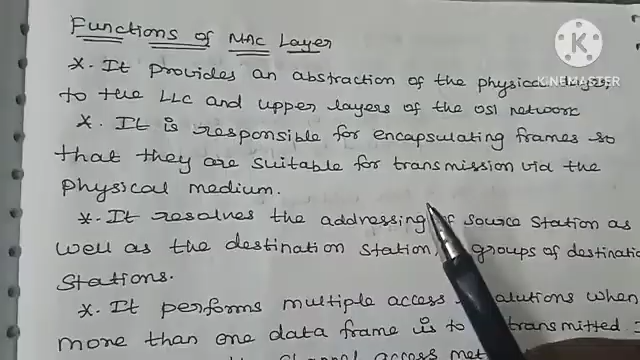 Functions of MAC Layer
*. It provides an abstraction of the physical
to the LLC and upper layers of the OSI network
*. It is responsible for encapsulating frames so
that they are suitable for transmission via the
physical medium.
*. It resolves the addressing of source station as
well as the destination station, groups of
stations.
*. It performs multiple access when
more than one data frame is to transmitted
KINEMASTER